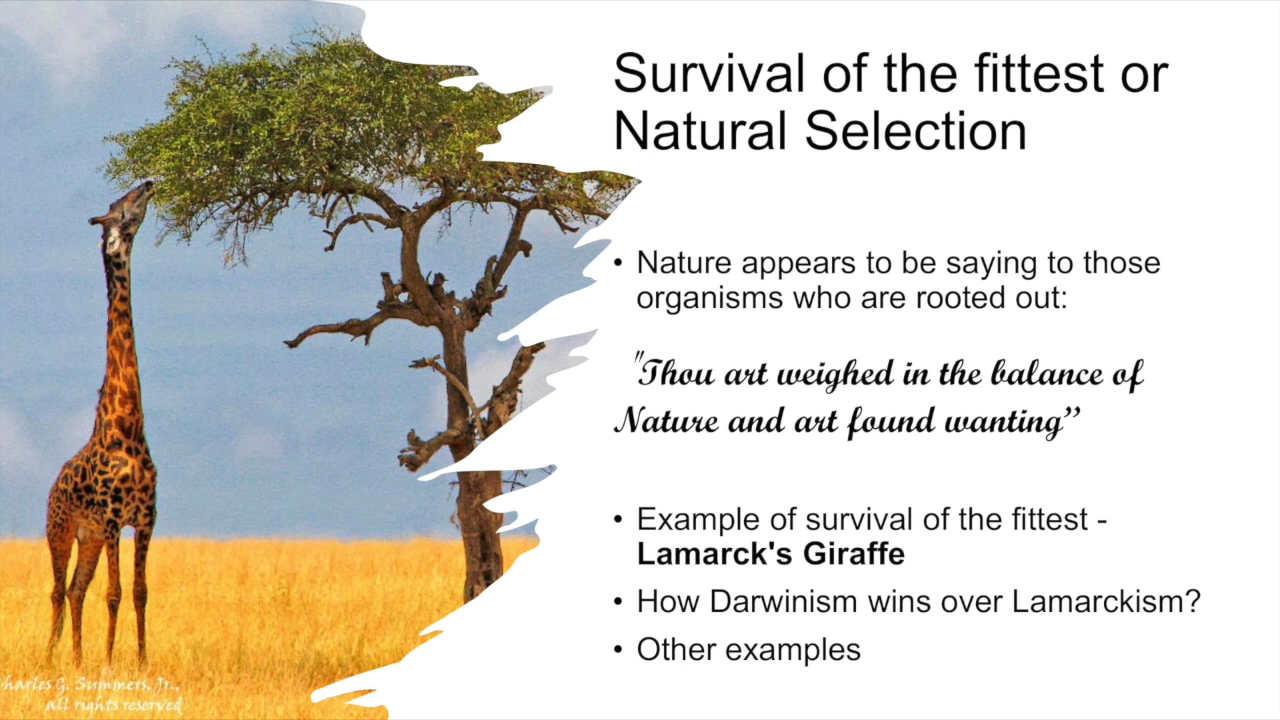 Survival of the fittest or
Natural Selection
• Nature appears to be saying to those
organisms who are rooted out:
"Thou art weighed in the balance of
Nature and art found wanting”
• Example of survival of the fittest -
Lamarck's Giraffe
• How Darwinism wins over Lamarckism?
• Other examples
harles G. Summers, Jr.,
all rights reserved